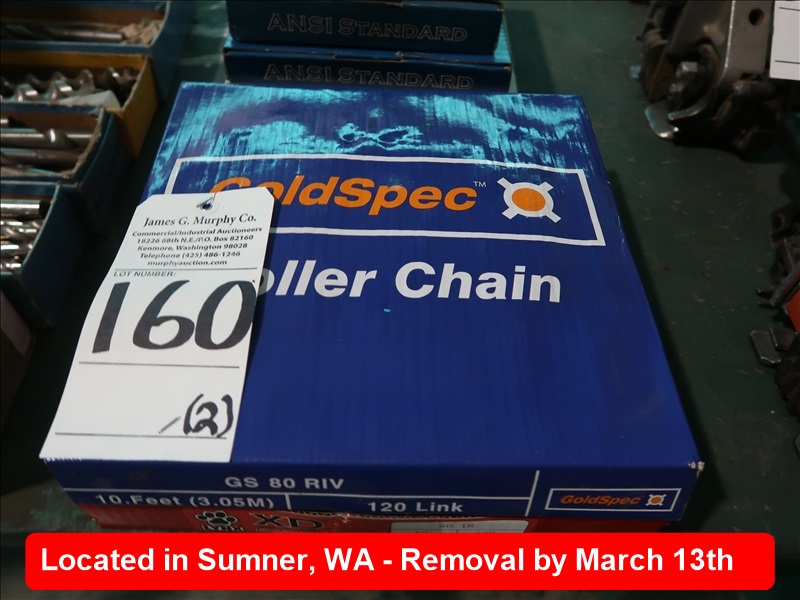 ANSI STANDARD
ANSI STANDARD
GoldSpec™
Roller Chain
James G. Murphy Co.
Commercial/Industrial Auctioneers
18226 68th N.E./P.O. Box 82160
Kenmore, Washington 98028
Telephone (425) 486-1246
murphyauction.com
LOT NUMBER:
160
(2)
GS 80 RIV
10.Feet (3.05M)
120 Link
GoldSpec
XD
Located in Sumner, WA - Removal by March 13th